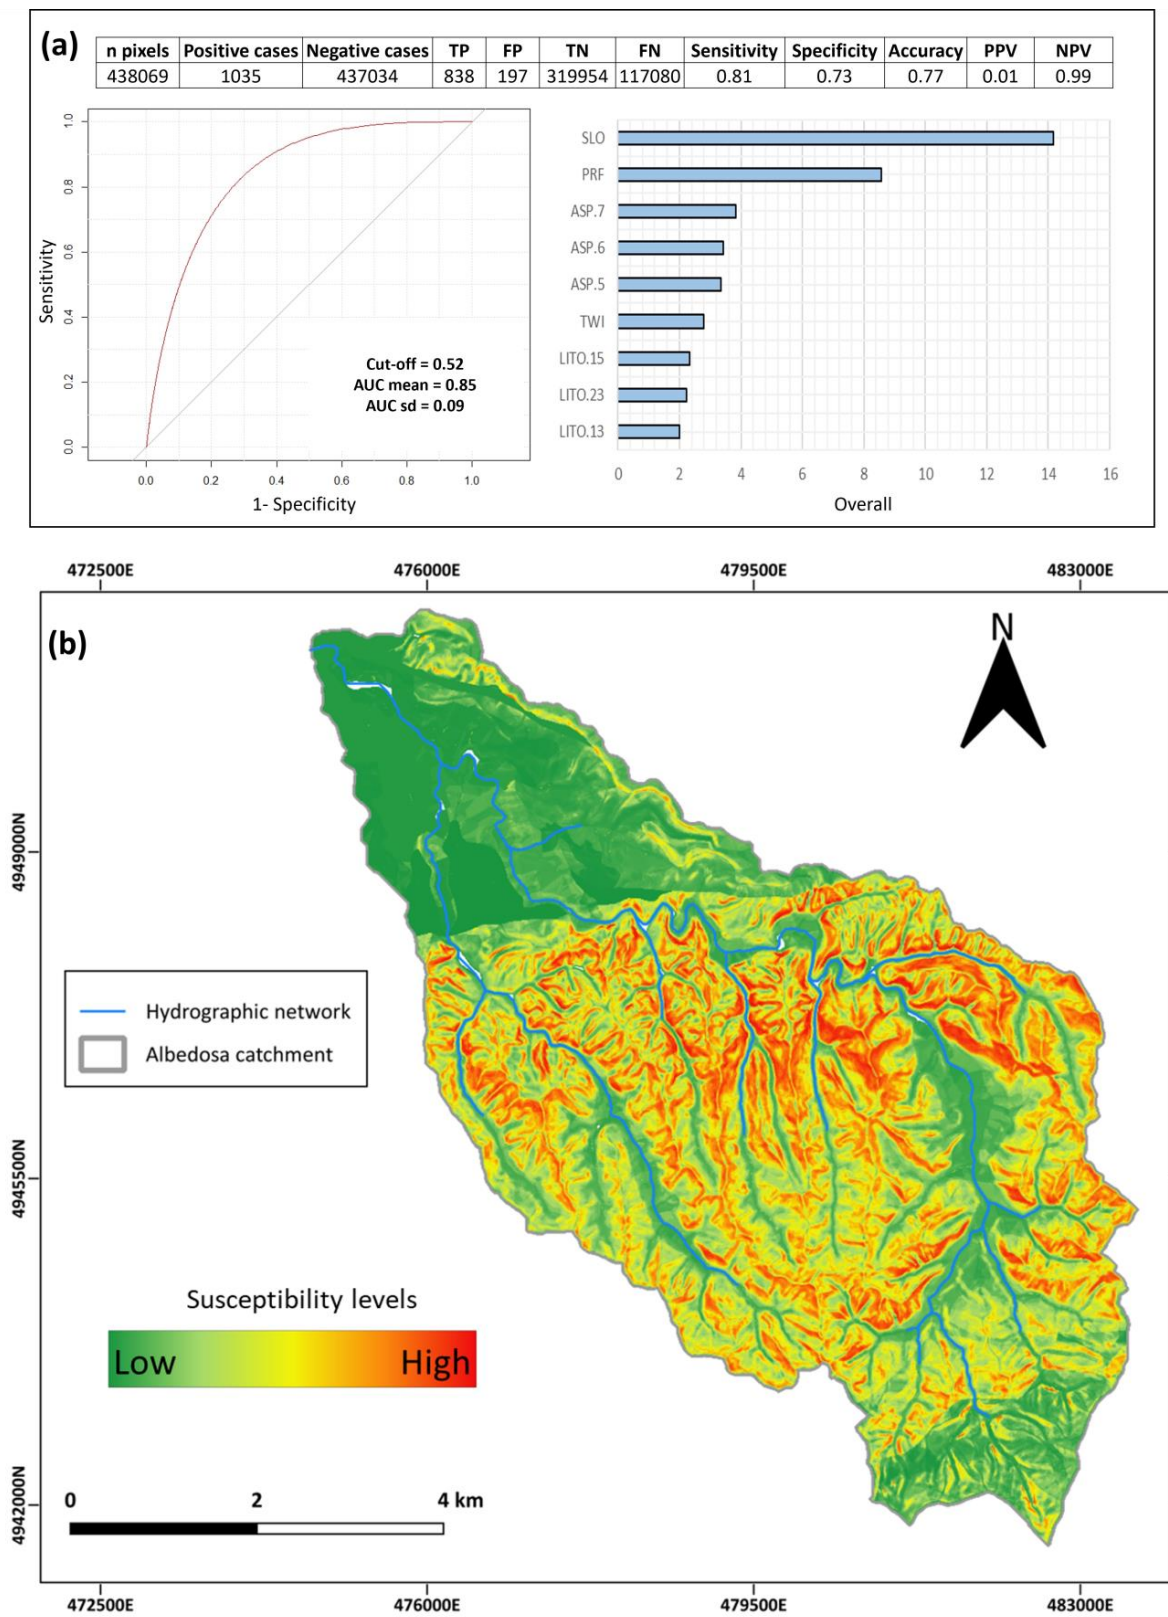 (a)
n pixels Positive cases Negative cases TP FP TN FN Sensitivity Specificity Accuracy PPV NPV
438069 1035 437034 838 197 319954 117080 0.81 0.73 0.77 0.01 0.99
1.0
0.8
0.6
0.4
0.2
0.0
Sensitivity
Cut-off = 0.52
AUC mean = 0.85
AUC sd = 0.09
0.0 0.2 0.4 0.6 0.8 1.0
1- Specificity
SLO
PRF
ASP.7
ASP.6
ASP.5
TWI
LITO.15
LITO.23
LITO.13
0 2 4 6 8 10 12 14 16
Overall
472500E 476000E 479500E 483000E
(b)
N
4949000N
4945500N
4942000N
Hydrographic network
Albedosa catchment
Susceptibility levels
Low High
0 2 4 km
472500E 476000E 479500E 483000E